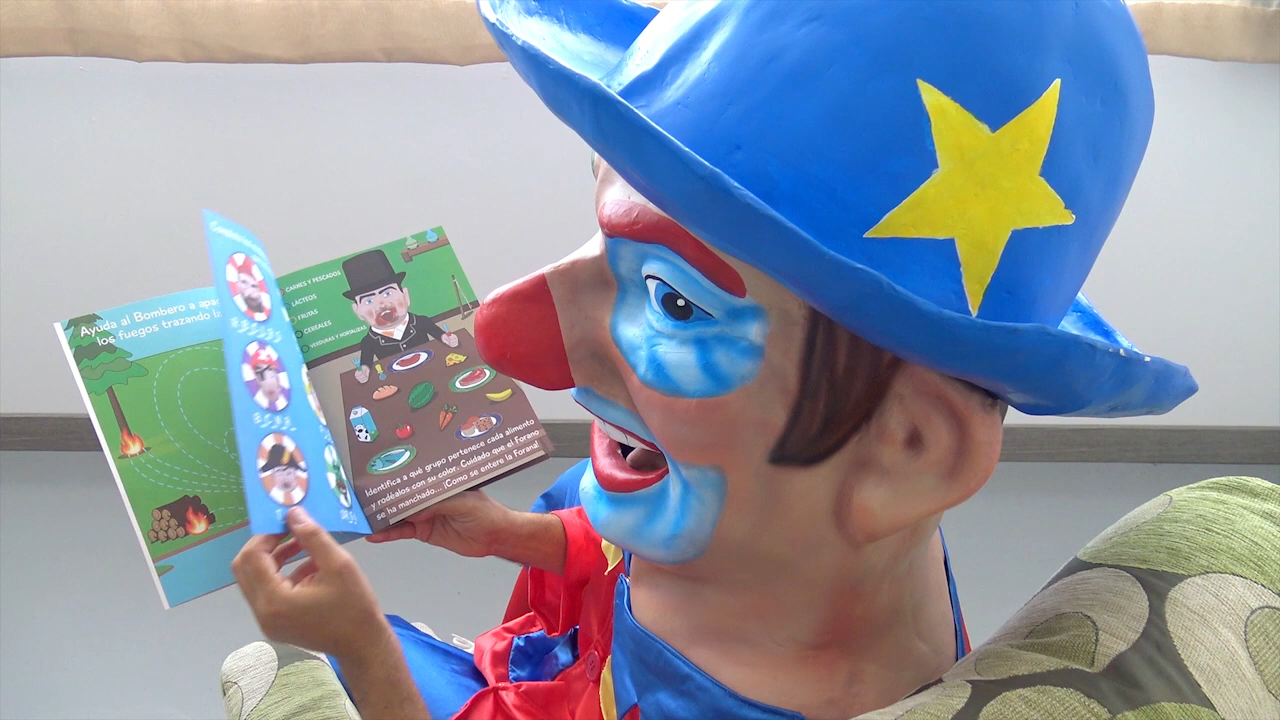 Ayuda al Bombero a apa
los fuegos trazando la
CARNES Y PESCADOS
LÁCTEOS
FRUTAS
CEREALES
VERDURAS Y HORTALIZAS
Identifica a qué grupo pertenece cada alimento
y rodéalos con su color. Cuidado que el Forano
se ha manchado... ¡Como se entere la Forana!